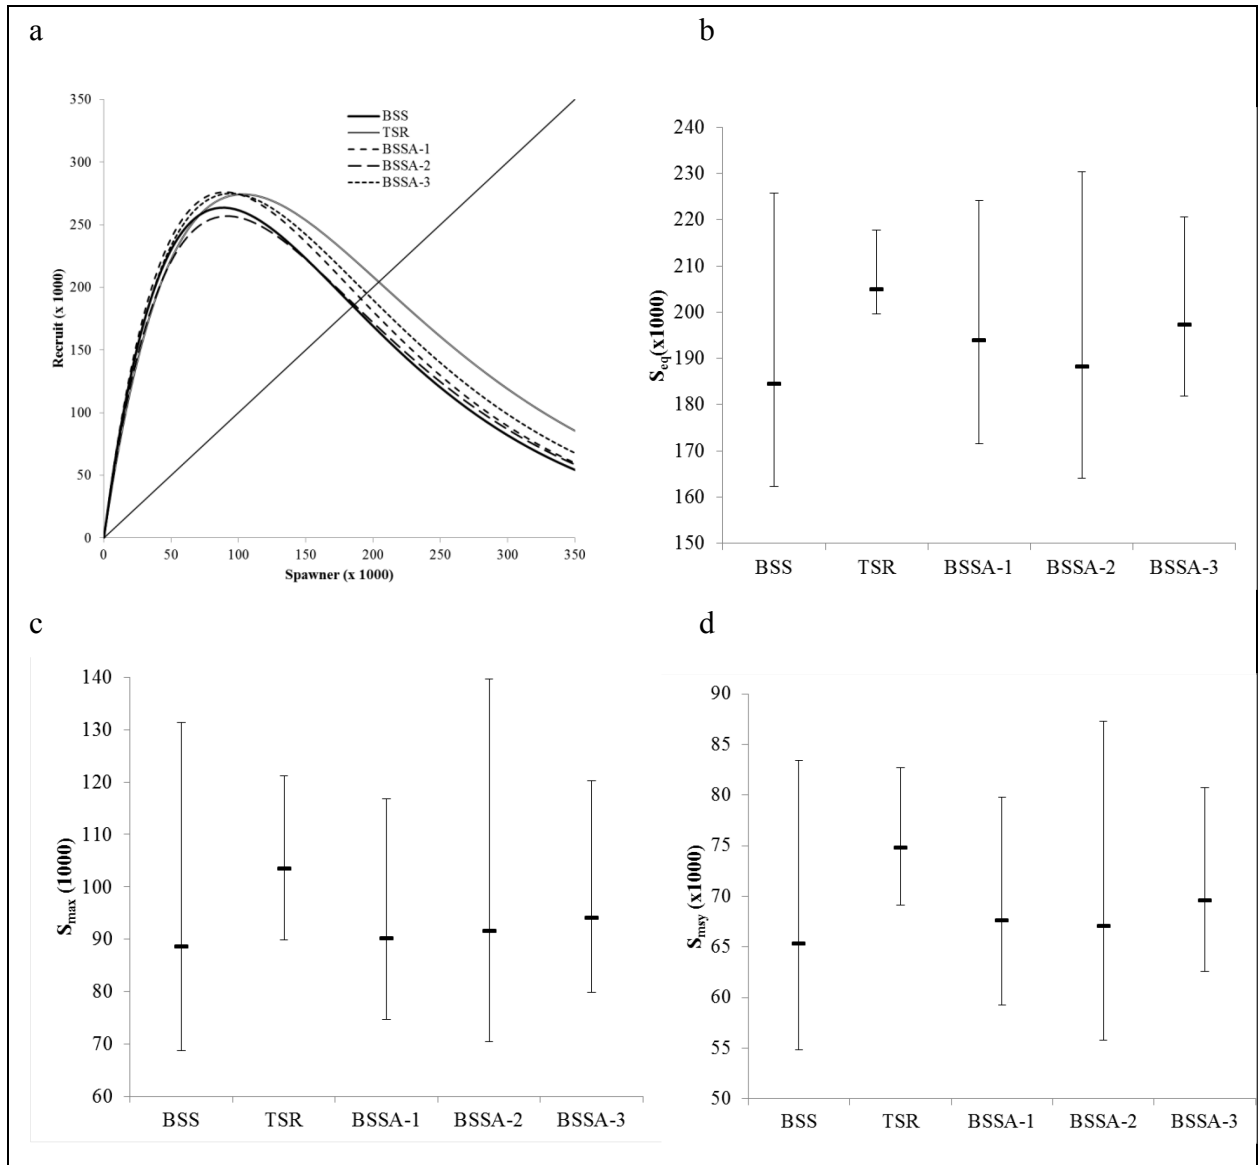 a
350
300
250
200
150
100
50
0
Recruit (x 1000)
BSS
TSR
BSSA-1
BSSA-2
BSSA-3
0 50 100 150 200 250 300 350
Spawner (x 1000)
b
240
230
220
210
200
190
180
170
160
150
Seq(x1000)
BSS TSR BSSA-1 BSSA-2 BSSA-3
c
140
130
120
110
100
90
80
70
60
Smax (1000)
BSS TSR BSSA-1 BSSA-2 BSSA-3
d
90
85
80
75
70
65
60
55
50
Smsy (x1000)
BSS TSR BSSA-1 BSSA-2 BSSA-3